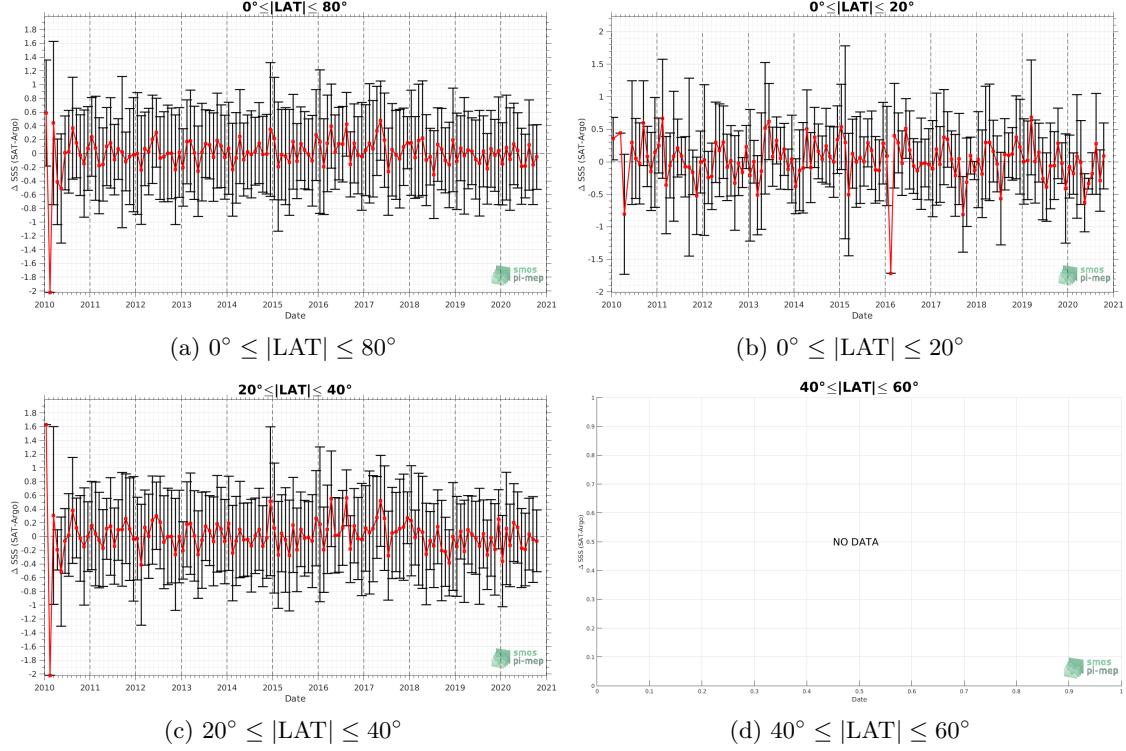 0°≤|LAT|≤ 80°
Δ SSS (SAT-Argo)
1.8
1.6
1.4
1.2
1
0.8
0.6
0.4
0.2
0
-0.2
-0.4
-0.6
-0.8
-1
-1.2
-1.4
-1.6
-1.8
-2
2010 2011 2012 2013 2014 2015 2016 2017 2018 2019 2020 2021
Date
smos
pi-mep
(a) 0° ≤ |LAT| ≤ 80°
0°≤|LAT|≤ 20°
Δ SSS (SAT-Argo)
2
1.5
1
0.5
0
-0.5
-1
-1.5
-2
2010 2011 2012 2013 2014 2015 2016 2017 2018 2019 2020 2021
Date
smos
pi-mep
(b) 0° ≤ |LAT| ≤ 20°
20°≤|LAT|≤ 40°
Δ SSS (SAT-Argo)
1.8
1.6
1.4
1.2
1
0.8
0.6
0.4
0.2
0
-0.2
-0.4
-0.6
-0.8
-1
-1.2
-1.4
-1.6
-1.8
-2
2010 2011 2012 2013 2014 2015 2016 2017 2018 2019 2020 2021
Date
smos
pi-mep
(c) 20° ≤ |LAT| ≤ 40°
40°≤|LAT|≤ 60°
Δ SSS (SAT-Argo)
1
0.9
0.8
0.7
0.6
0.5
0.4
0.3
0.2
0.1
0
NO DATA
0 0.1 0.2 0.3 0.4 0.5 0.6 0.7 0.8 0.9 1
Date
smos
pi-mep
(d) 40° ≤ |LAT| ≤ 60°